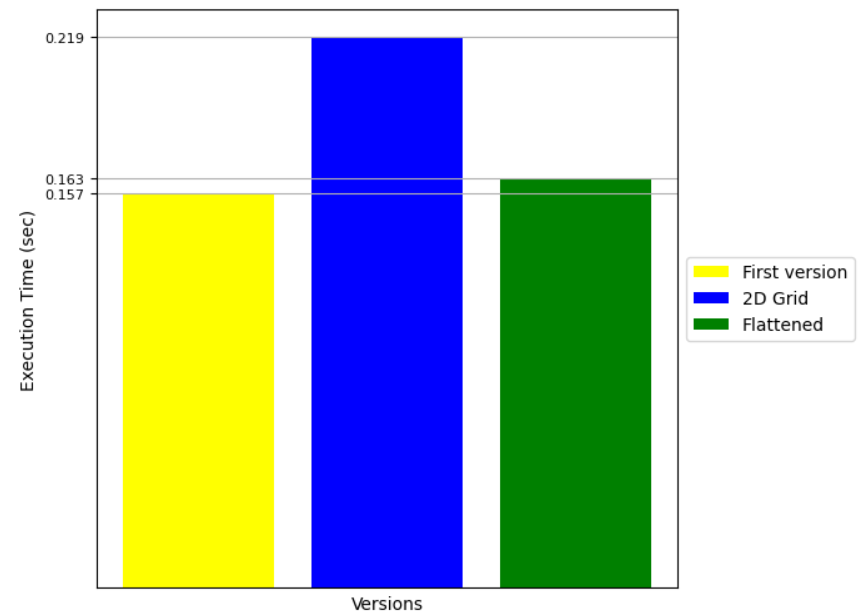 0.219
0.163
0.157
Execution Time (sec)
First version
2D Grid
Flattened
Versions